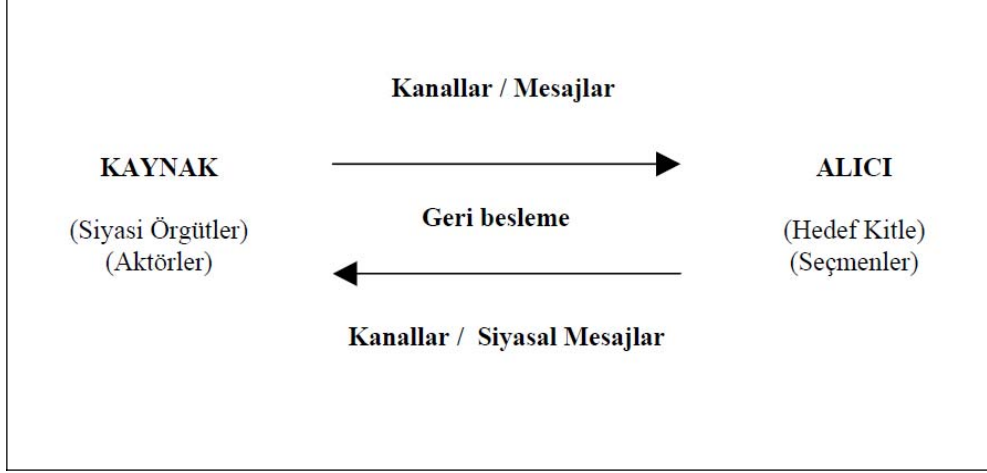 Kanallar / Mesajlar
KAYNAK
ALICI
(Siyasi Örgütler)
(Aktörler)
Geri besleme
(Hedef Kitle)
(Seçmenler)
Kanallar / Siyasal Mesajlar